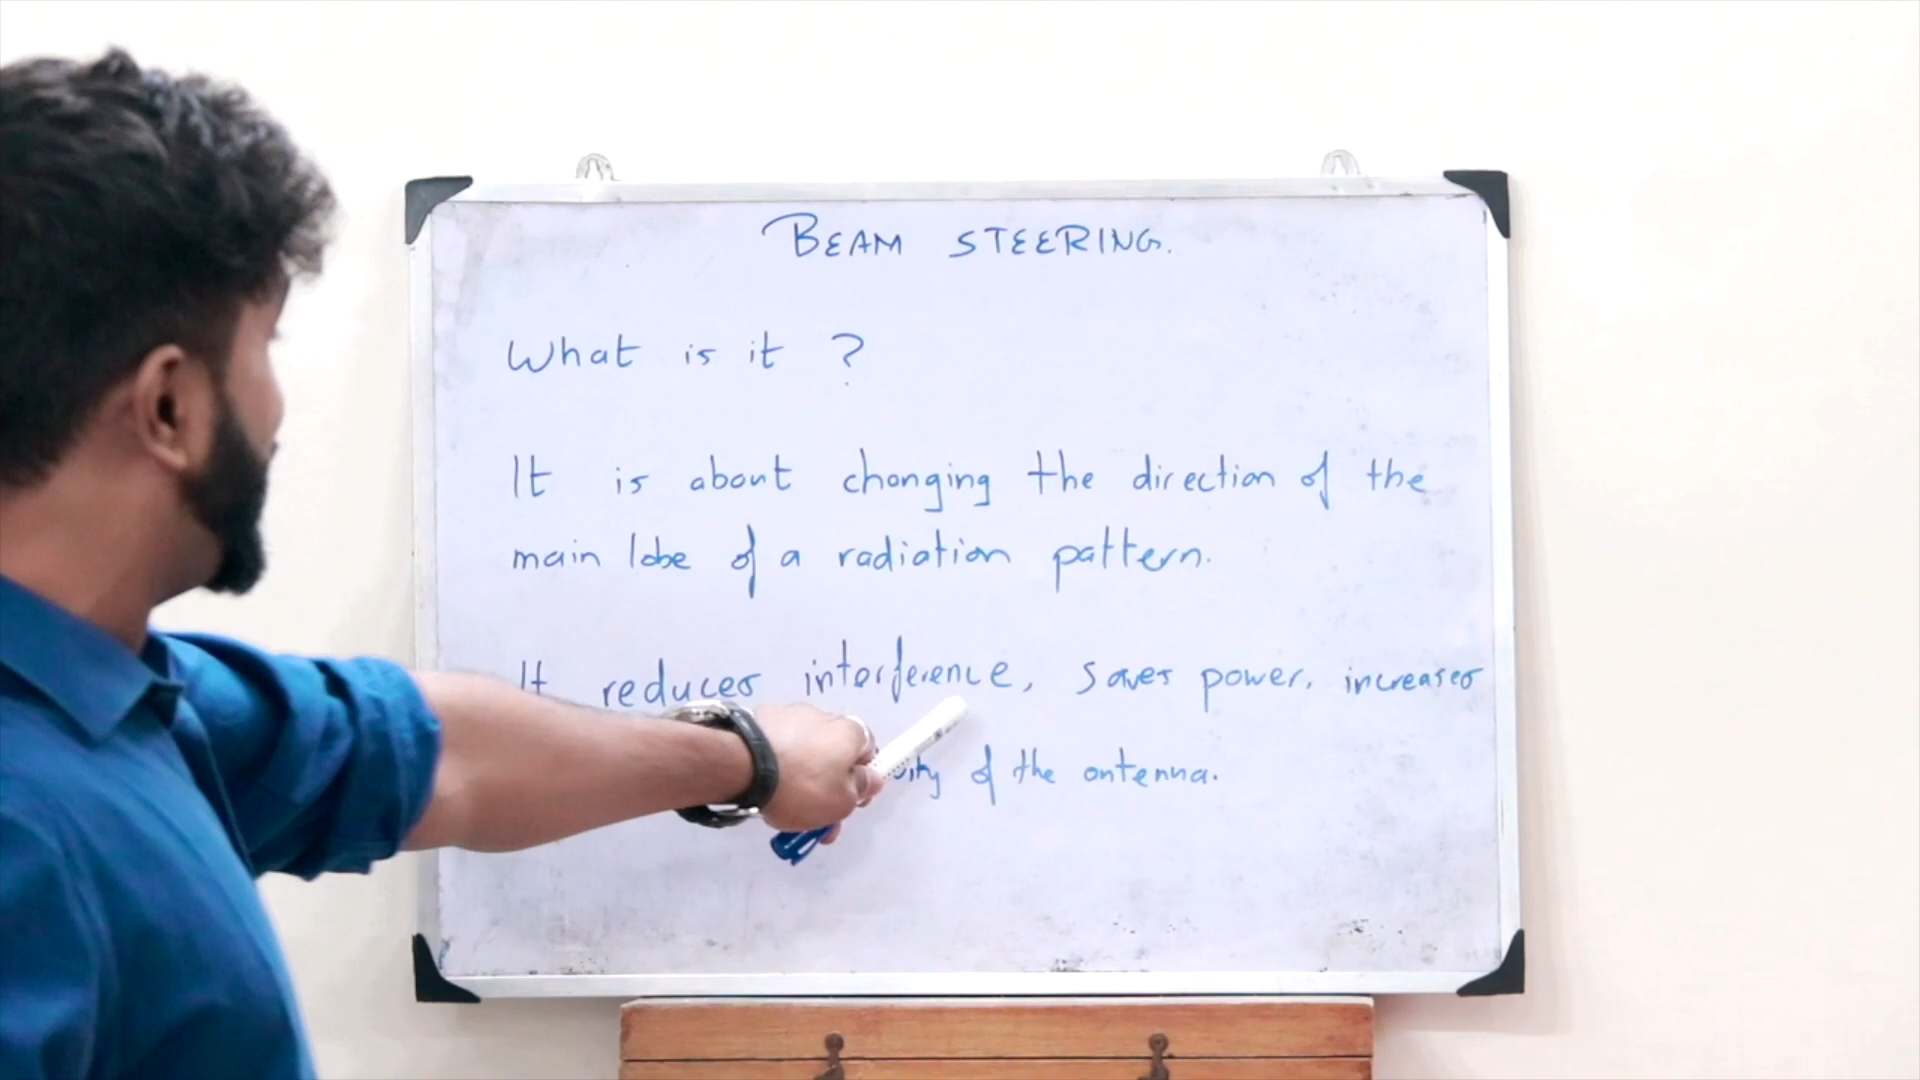 BEAM STEERING.
What is it ?
It is about changing the direction of the
main lobe of a radiation pattern.
It reduces interference, saves power, increases
of the antenna.